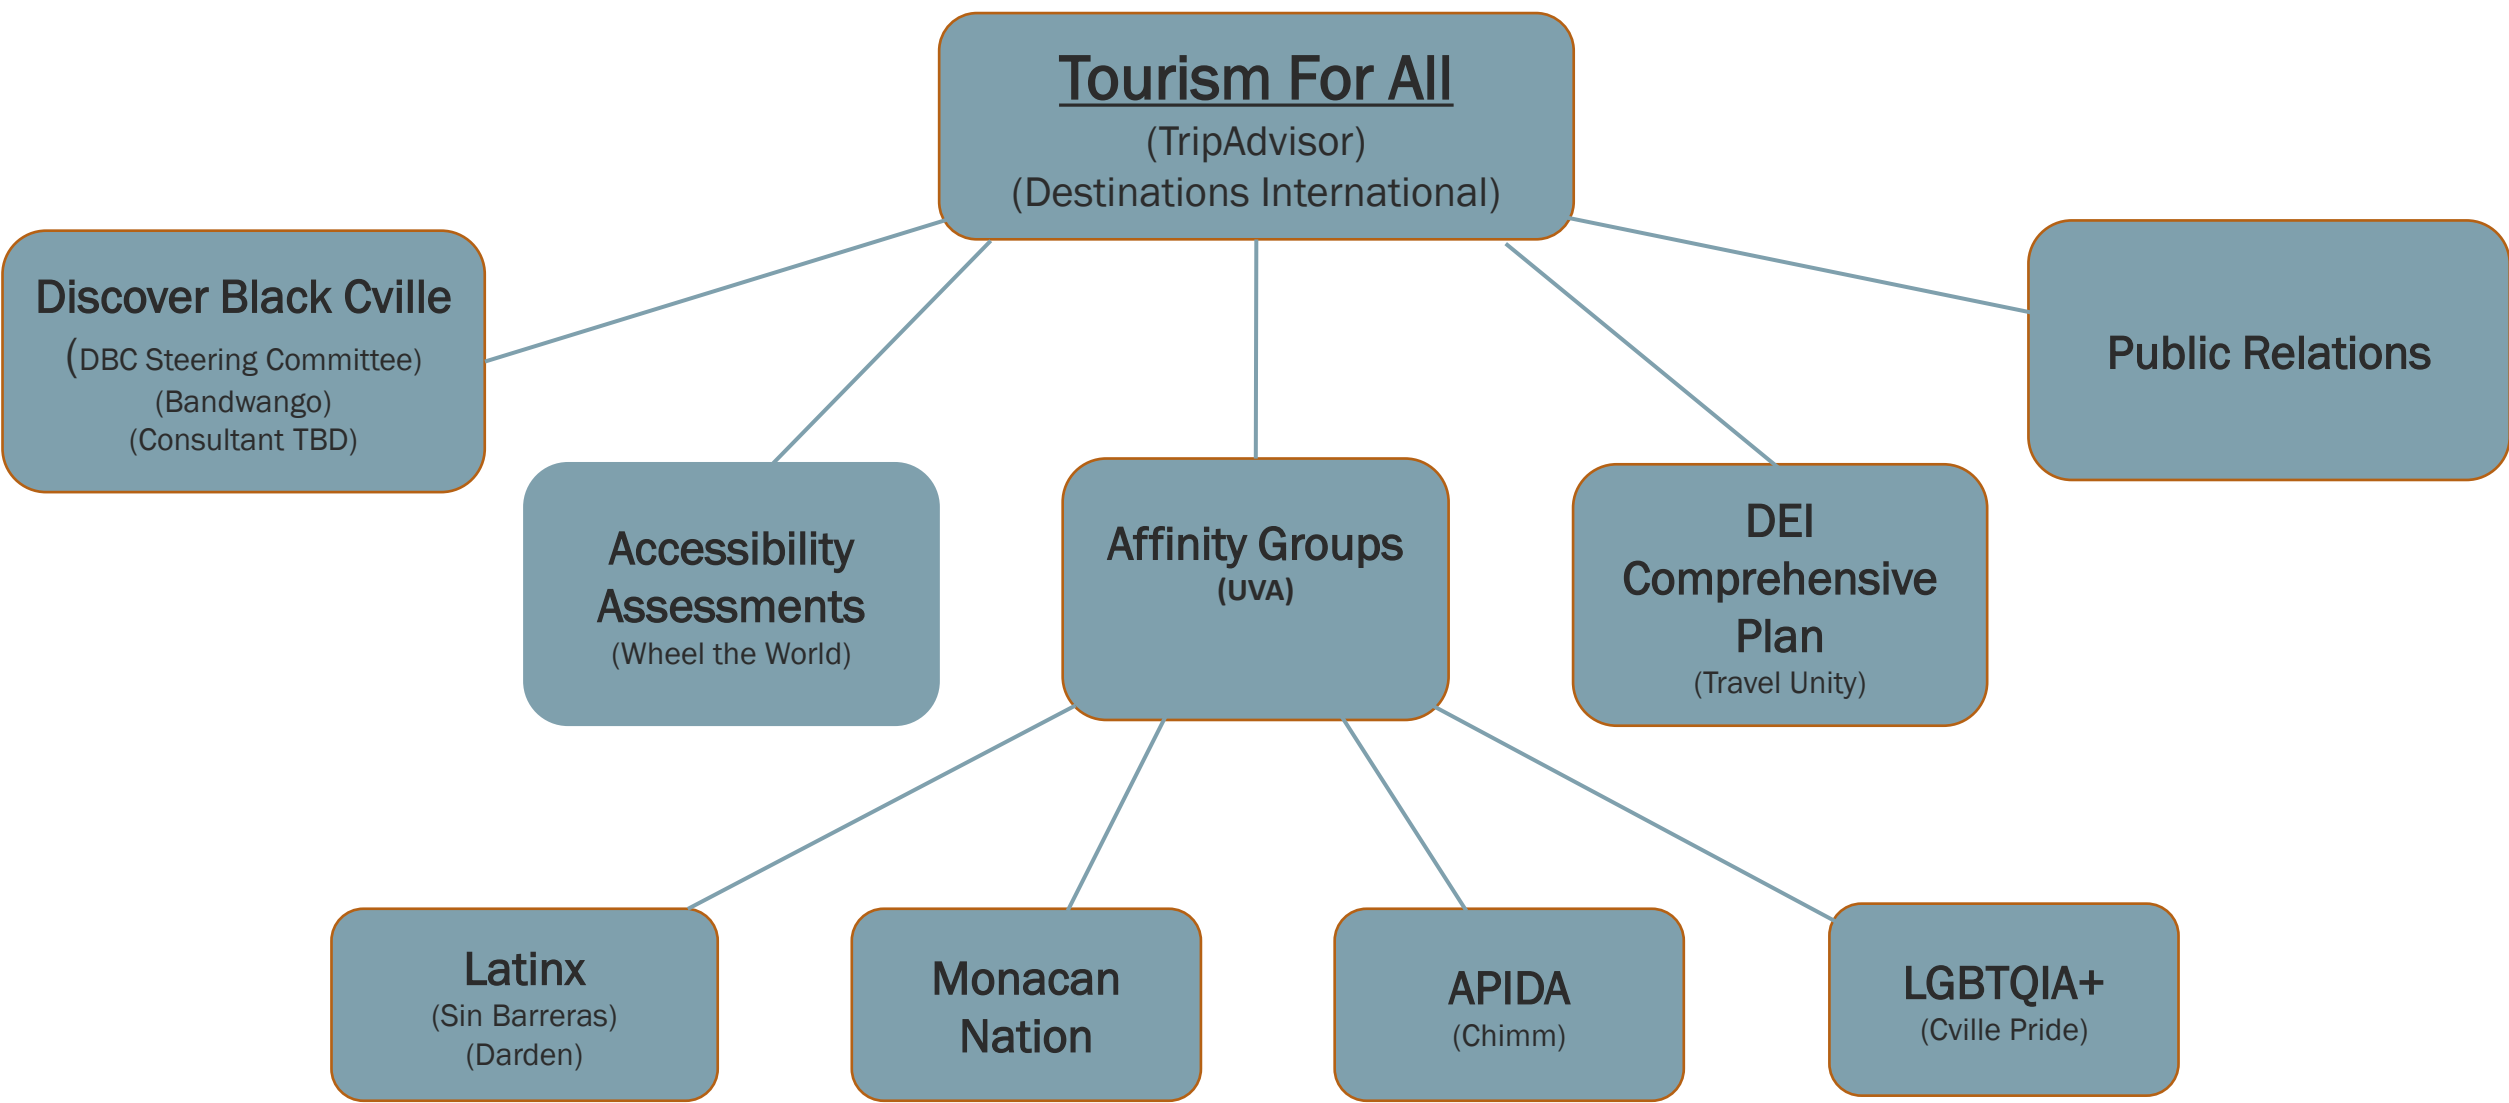 Tourism For All
(TripAdvisor)
(Destinations International)
Discover Black Cville
(DBC Steering Committee)
(Bandwango)
(Consultant TBD)
Public Relations
Accessibility
Assessments
(Wheel the World)
Affinity Groups
(UVA)
DEI
Comprehensive
Plan
(Travel Unity)
Latinx
(Sin Barreras)
(Darden)
Monacan
Nation
APIDA
(Chimm)
LGBTQIA+
(Cville Pride)